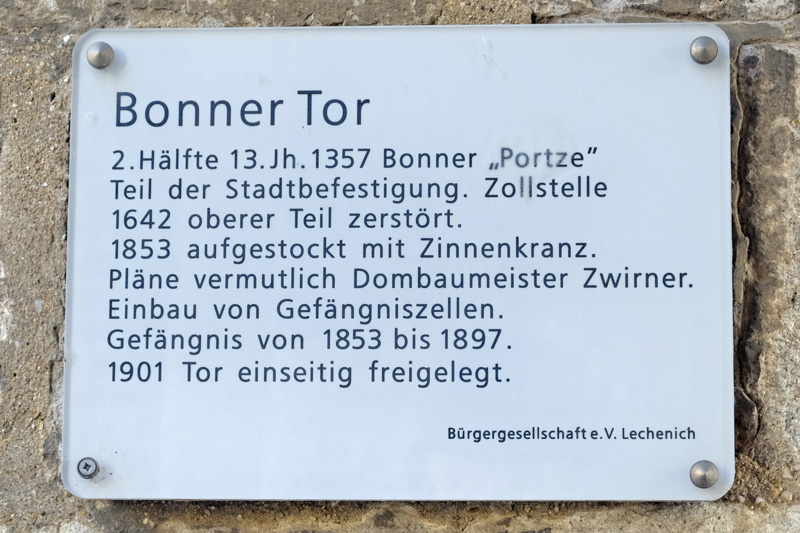 Bonner Tor
2.Hälfte 13.Jh.1357 Bonner „Portze”
Teil der Stadtbefestigung. Zollstelle
1642 oberer Teil zerstört.
1853 aufgestockt mit Zinnenkranz.
Pläne vermutlich Dombaumeister Zwirner.
Einbau von Gefängniszellen.
Gefängnis von 1853 bis 1897.
1901 Tor einseitig freigelegt.
Bürgergesellschaft e.V. Lechenich